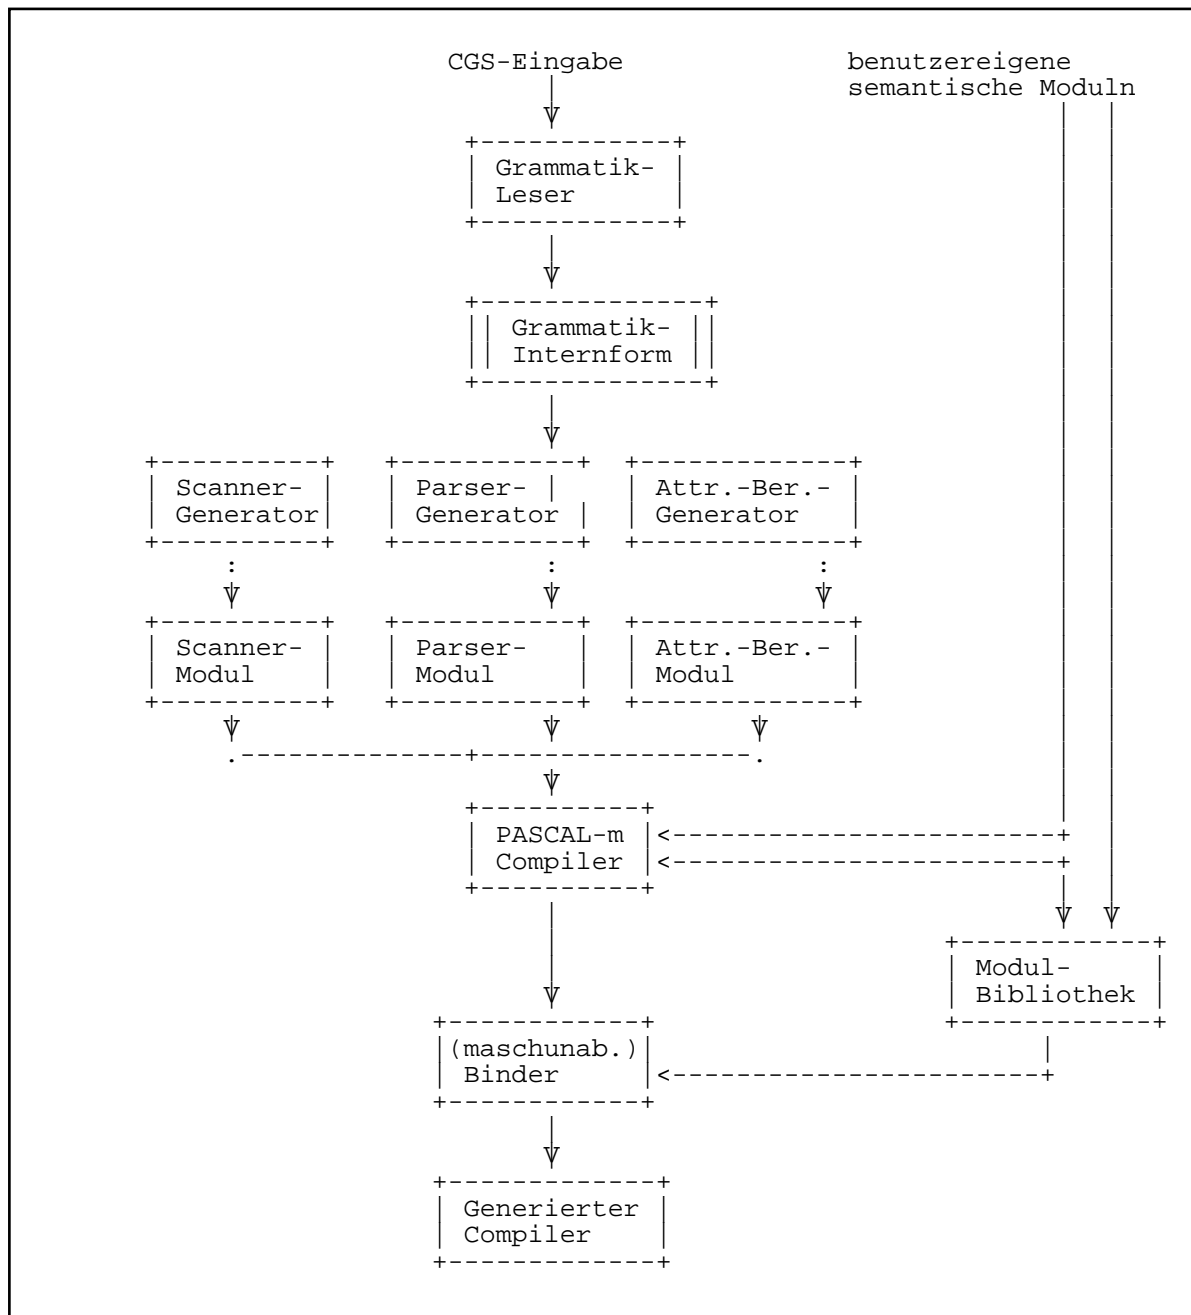 CGS-Eingabe benutzereigene
semantische Moduln
Grammatik-
Leser
Grammatik-
Internform
Scanner- Parser- Attr.-Ber.-
Generator Generator Generator
Scanner- Parser- Attr.-Ber.-
Modul Modul Modul
PASCAL-m
Compiler
Modul-
Bibliothek
(maschunab.)
Binder
Generierter
Compiler